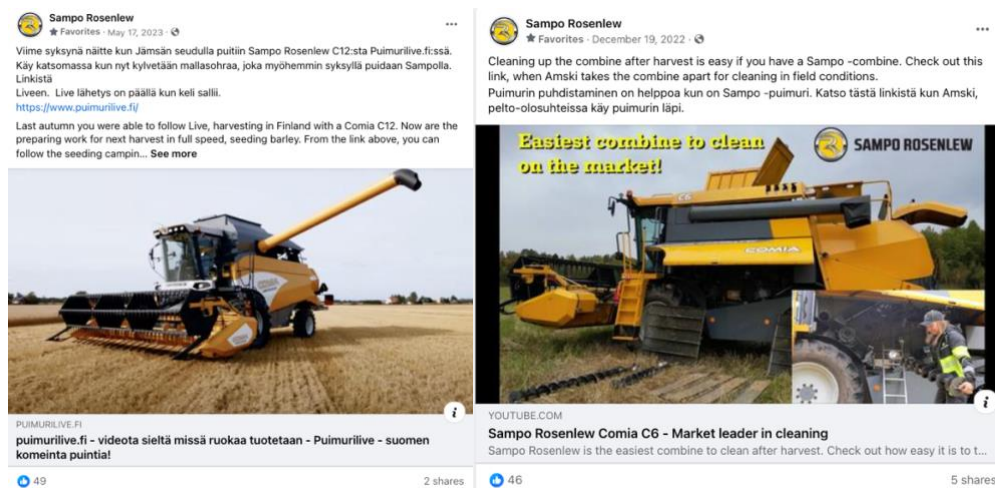 Sampo Rosenlew
Favorites · May 17, 2023 ·
Viime syksynä näitte kun Jämsän seudulla puitiin Sampo Rosenlew C12:sta Puimurilive.fi:ssä.
Käy katsomassa kun nyt kylvetään mallasohraa, joka myöhemmin syksyllä puidaan Sampolla.
Linkistä
Liveen. Live lähetys on päällä kun keli sallii.
https://www.puimurilive.fi/
Last autumn you were able to follow Live, harvesting in Finland with a Comia C12. Now are the
preparing work for next harvest in full speed, seeding barley. From the link above, you can
follow the seeding campin... See more
COMIA
PUIMURILIVE.FI
puimurilive.fi - videota sieltä missä ruokaa tuotetaan - Puimurilive - suomen
komeinta puintia!
49
2 shares
Sampo Rosenlew
Favorites · December 19, 2022 ·
Cleaning up the combine after harvest is easy if you have a Sampo -combine. Check out this
link, when Amski takes the combine apart for cleaning in field conditions.
Puimurin puhdistaminen on helppoa kun on Sampo -puimuri. Katso tästä linkistä kun Amski,
pelto-olosuhteissa käy puimurin läpi.
Easiest combine to clean
on the market!
SAMPO ROSENLEW
C6
COMIA
YOUTUBE.COM
Sampo Rosenlew Comia C6 - Market leader in cleaning
Sampo Rosenlew is the easiest combine to clean after harvest. Check out how easy it is to t...
46
5 shares